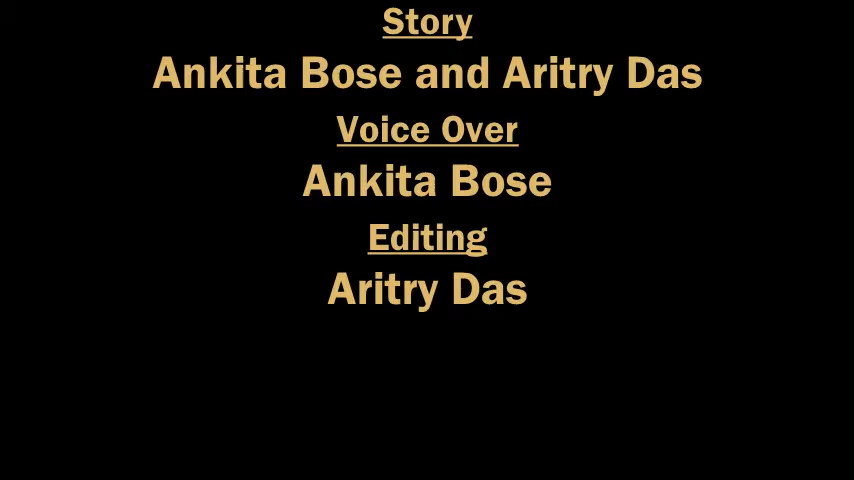 Story
Ankita Bose and Aritry Das
Voice Over
Ankita Bose
Editing
Aritry Das